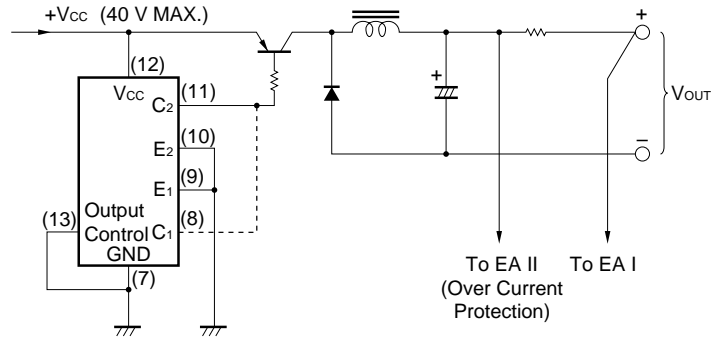 +VCC (40 V MAX.)
(12)
VCC
C2
(11)
E2
(10)
E1
(9)
(13)
Output
Control
C1
(8)
GND
(7)
+
+
VOUT
−
To EA II
(Over Current
Protection)
To EA I